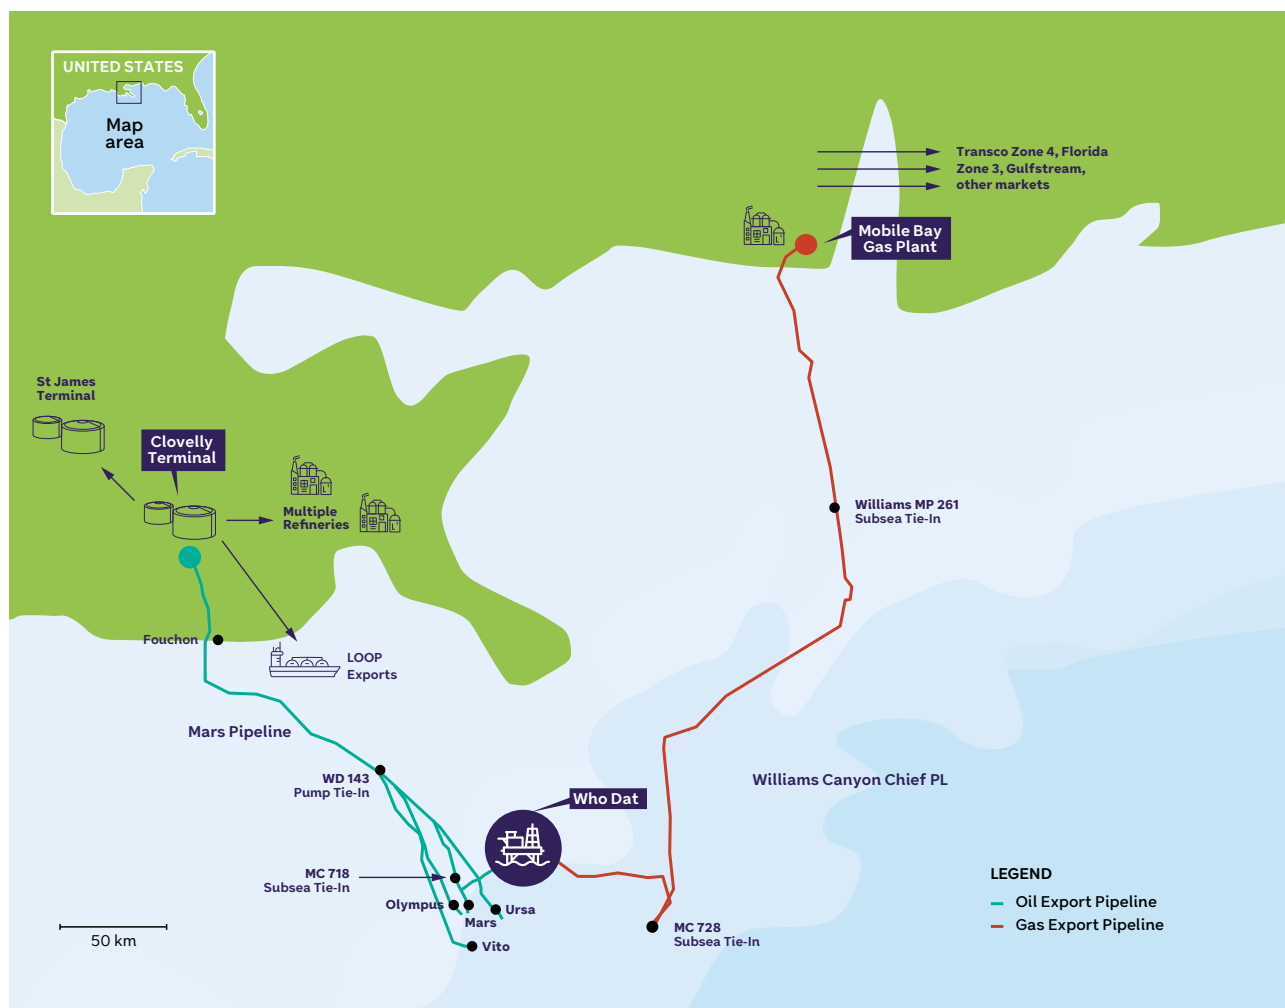 UNITED STATES
Map
area
Transco Zone 4, Florida
Zone 3, Gulfstream,
other markets
Mobile Bay
Gas Plant
St James
Terminal
Clovelly
Terminal
Multiple
Refineries
Williams MP 261
Subsea Tie-In
Fouchon
LOOP
Exports
Mars Pipeline
WD 143
Pump Tie-In
Williams Canyon Chief PL
Who Dat
MC 718
Subsea Tie-In
Olympus
Mars
Ursa
Vito
MC 728
Subsea Tie-In
50 km
LEGEND
Oil Export Pipeline
Gas Export Pipeline